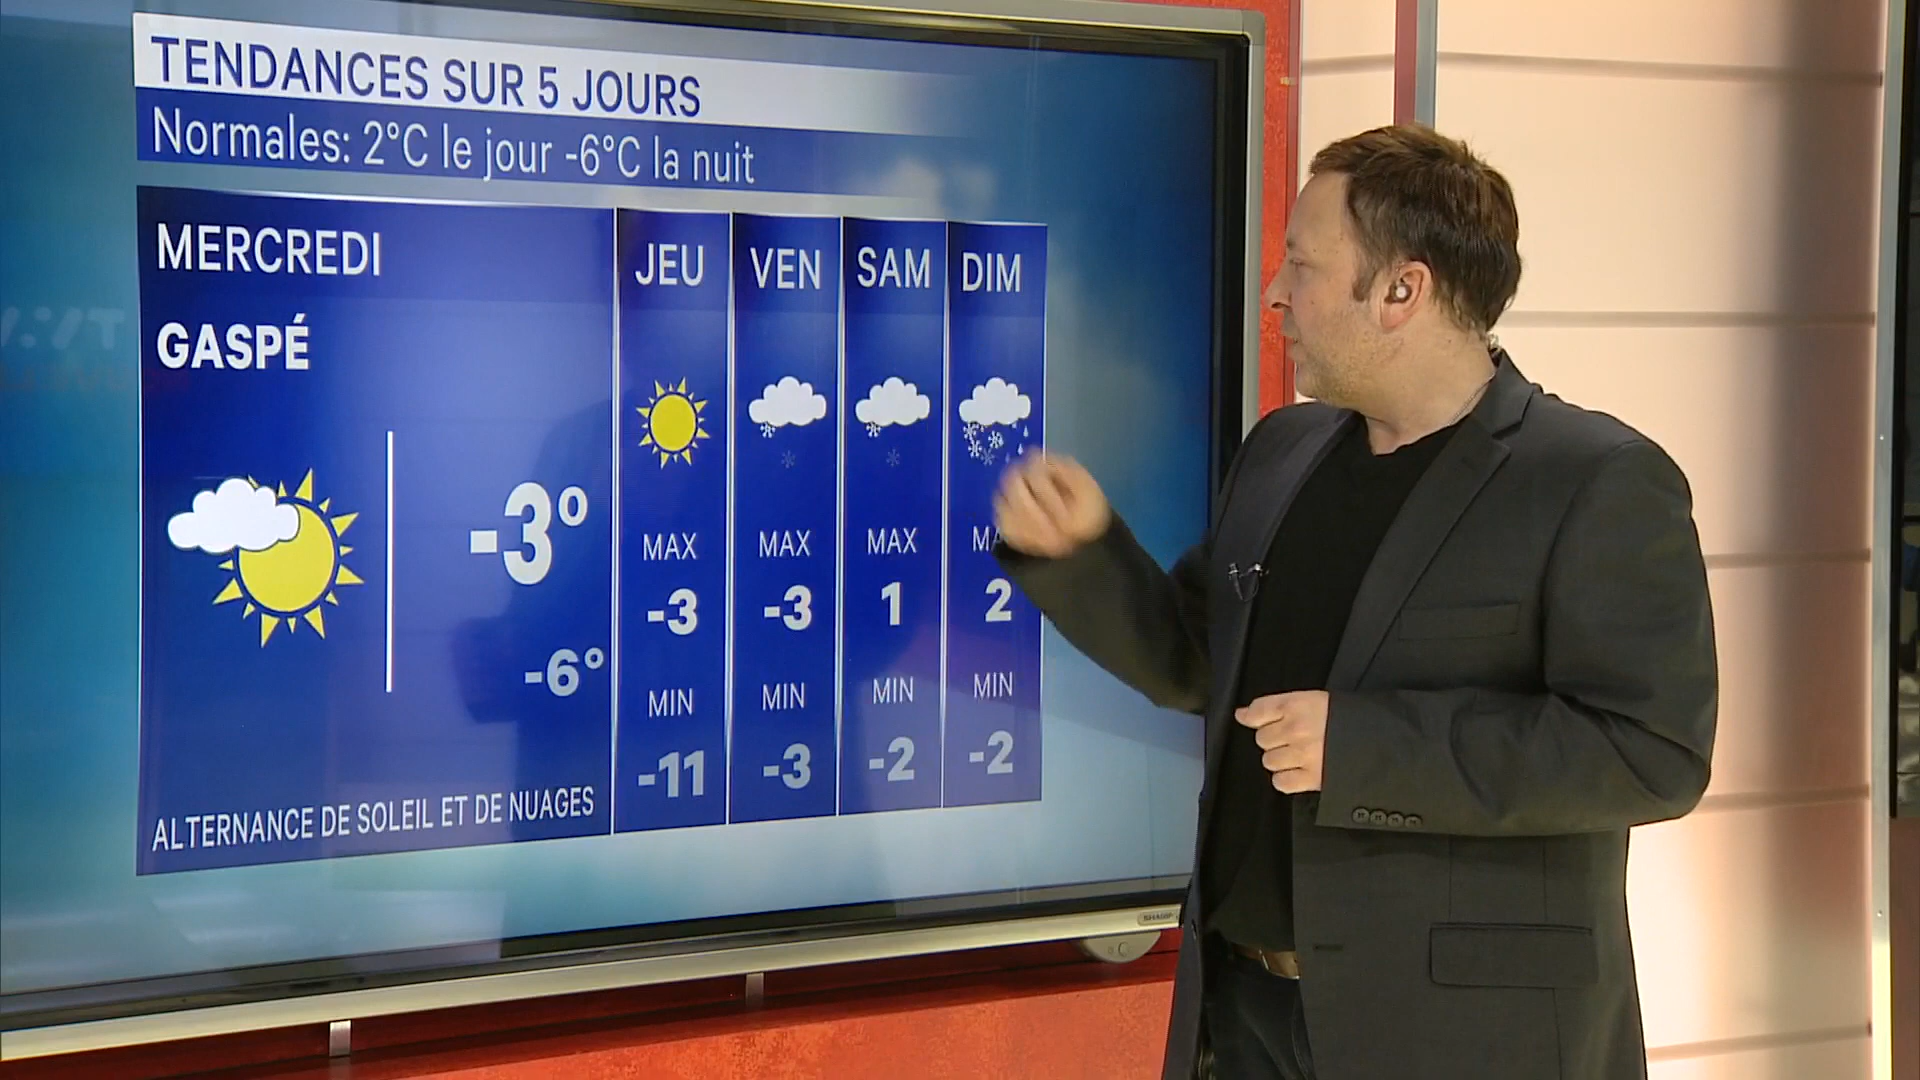 TENDANCES SUR 5 JOURS
Normales: 2°C le jour -6°C la nuit
MERCREDI
GASPÉ
-3°
-6°
ALTERNANCE DE SOLEIL ET DE NUAGES
JEU
MAX
-3
MIN
-11
VEN
MAX
-3
MIN
-3
SAM
MAX
1
MIN
-2
DIM
MA
2
MIN
-2
SHARP